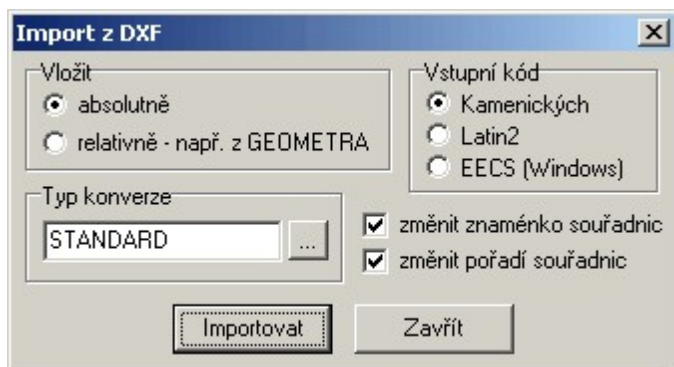 Import z DXF
Vložit
absolutně
relativně - např. z GEOMETRA
Vstupní kód
Kamenických
Latin2
EECS (Windows)
Typ konverze
STANDARD
...
změnit znaménko souřadnic
změnit pořadí souřadnic
Importovat
Zavřít